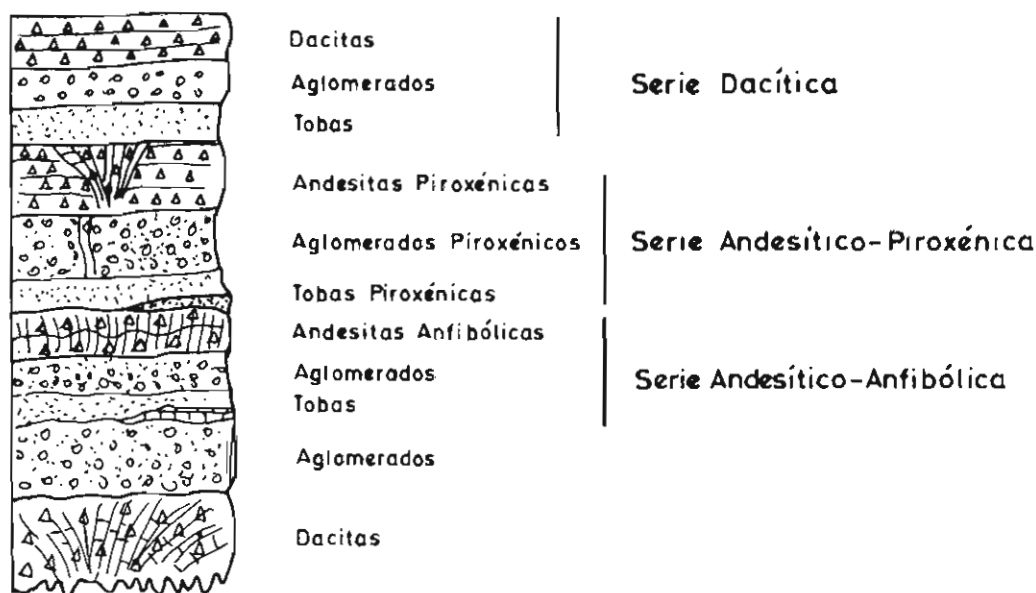 Dacitas
Aglomerados
Serie Dacítica
Tobas
Andesitas Piroxénicas
Aglomerados Piroxénicos
Serie Andesítico-Piroxénica
Tobas Piroxénicas
Andesitas Anfibólicas
Aglomerados
Serie Andesítico-Anfibólica
Tobas
Aglomerados
Dacitas